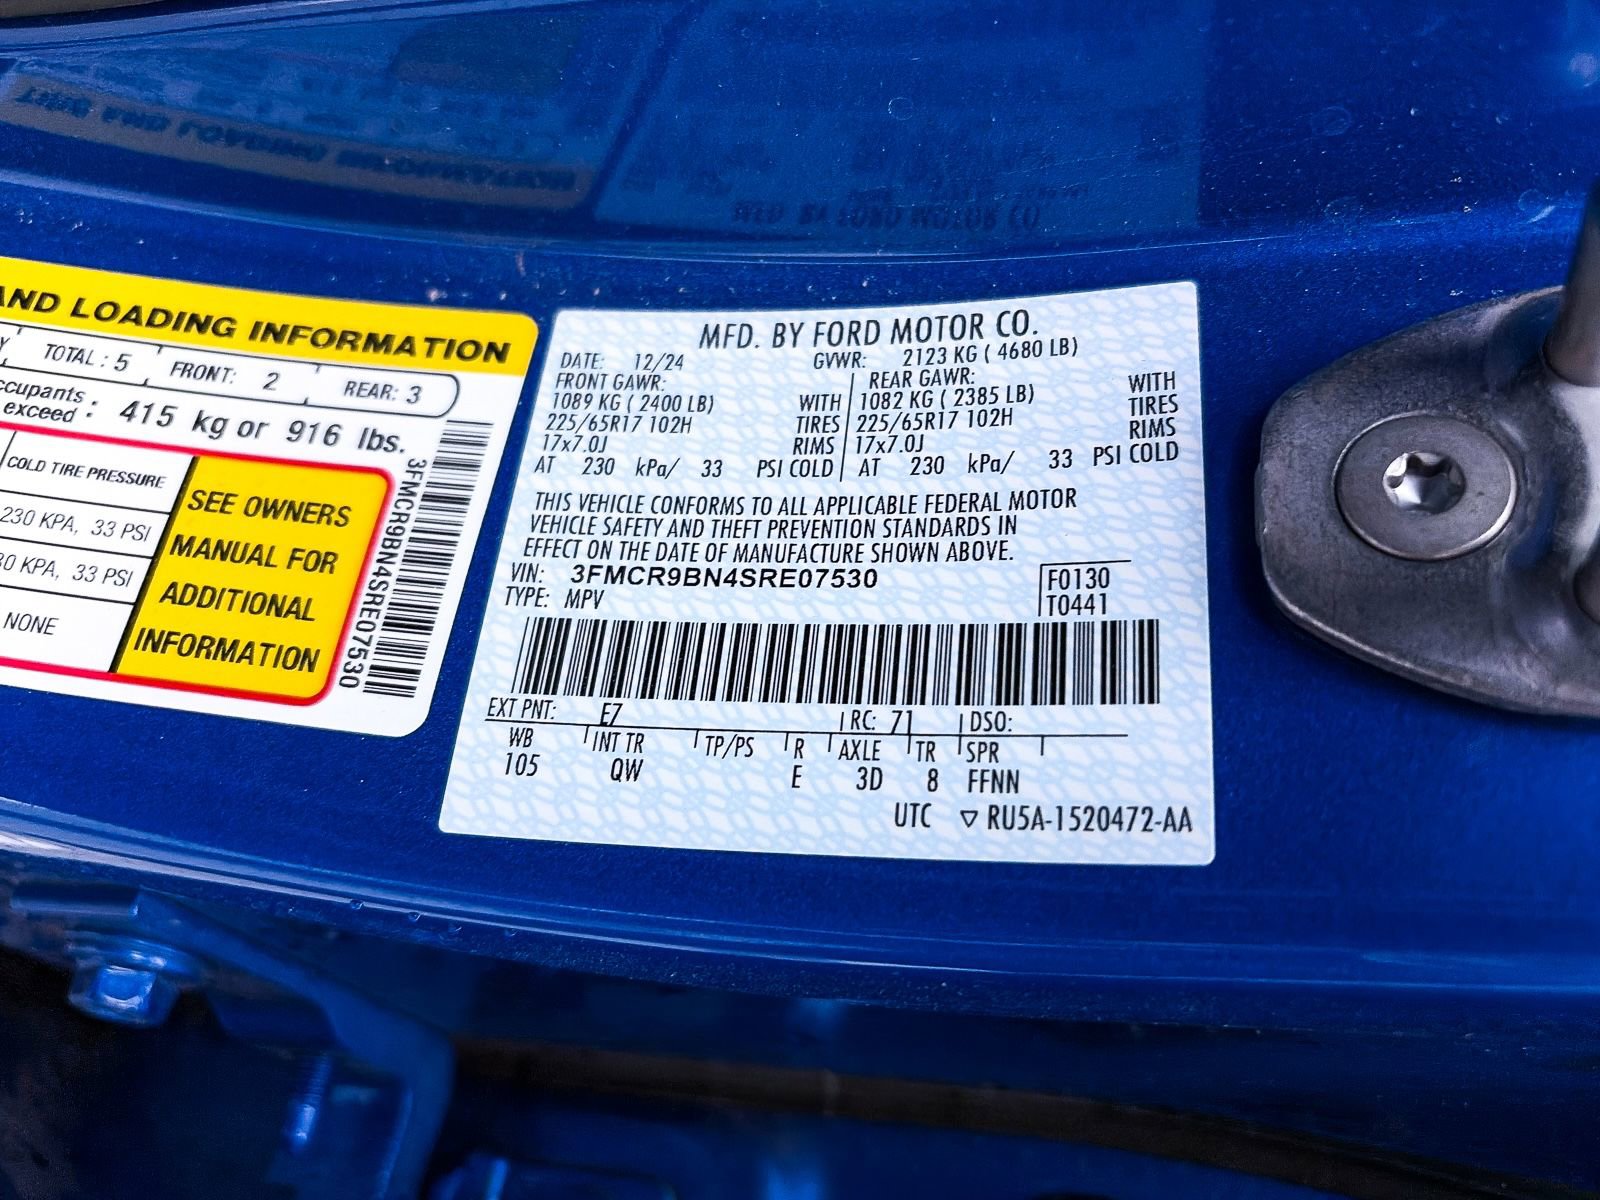 AND LOADING INFORMATION
TOTAL : 5 FRONT: 2 REAR: 3
exceed : 415 kg or 916 lbs.
COLD TIRE PRESSURE
230 KPA, 33 PSI
KPA, 33 PSI
NONE
SEE OWNERS
MANUAL FOR
ADDITIONAL
INFORMATION
3FMCR9BN4SRE07530
MFD. BY FORD MOTOR CO.
DATE: 12/24 GVWR: 2123 KG ( 4680 LB)
FRONT GAWR: REAR GAWR:
1089 KG ( 2400 LB) WITH 1082 KG ( 2385 LB) WITH
225/65R17 102H TIRES 225/65R17 102H TIRES
17x7.0J RIMS 17x7.0J RIMS
AT 230 kPa/ 33 PSI COLD AT 230 kPa/ 33 PSI COLD
THIS VEHICLE CONFORMS TO ALL APPLICABLE FEDERAL MOTOR
VEHICLE SAFETY AND THEFT PREVENTION STANDARDS IN
EFFECT ON THE DATE OF MANUFACTURE SHOWN ABOVE.
VIN: 3FMCR9BN4SRE07530 F0130
TYPE: MPV T0441
EXT PNT: E7 RC: 71 DSO:
WB INT TR TP/PS R AXLE TR SPR
105 QW E 3D 8 FFNN
UTC ▽ RU5A-1520472-AA